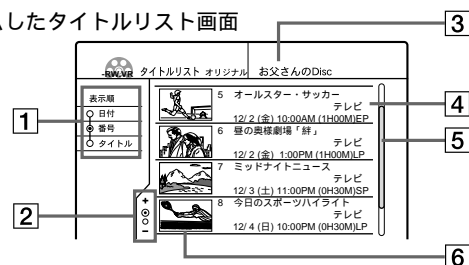 ムしたタイトルリスト画面
3
-RW,VR タイトルリスト オリジナル お父さんのDisc
表示順
日付
番号
タイトル
1
5 オールスター・サッカー
テレビ
12/2(金) 10:00AM (1H00M)EP
4
5
6 昼の奥様劇場「絆」
テレビ
12/2(金) 1:00PM (1H00M)LP
7 ミッドナイトニュース
テレビ
12/3(土) 11:00PM (0H30M)SP
2
8 今日のスポーツハイライト
テレビ
12/4(日) 10:00PM (0H30M)LP
6